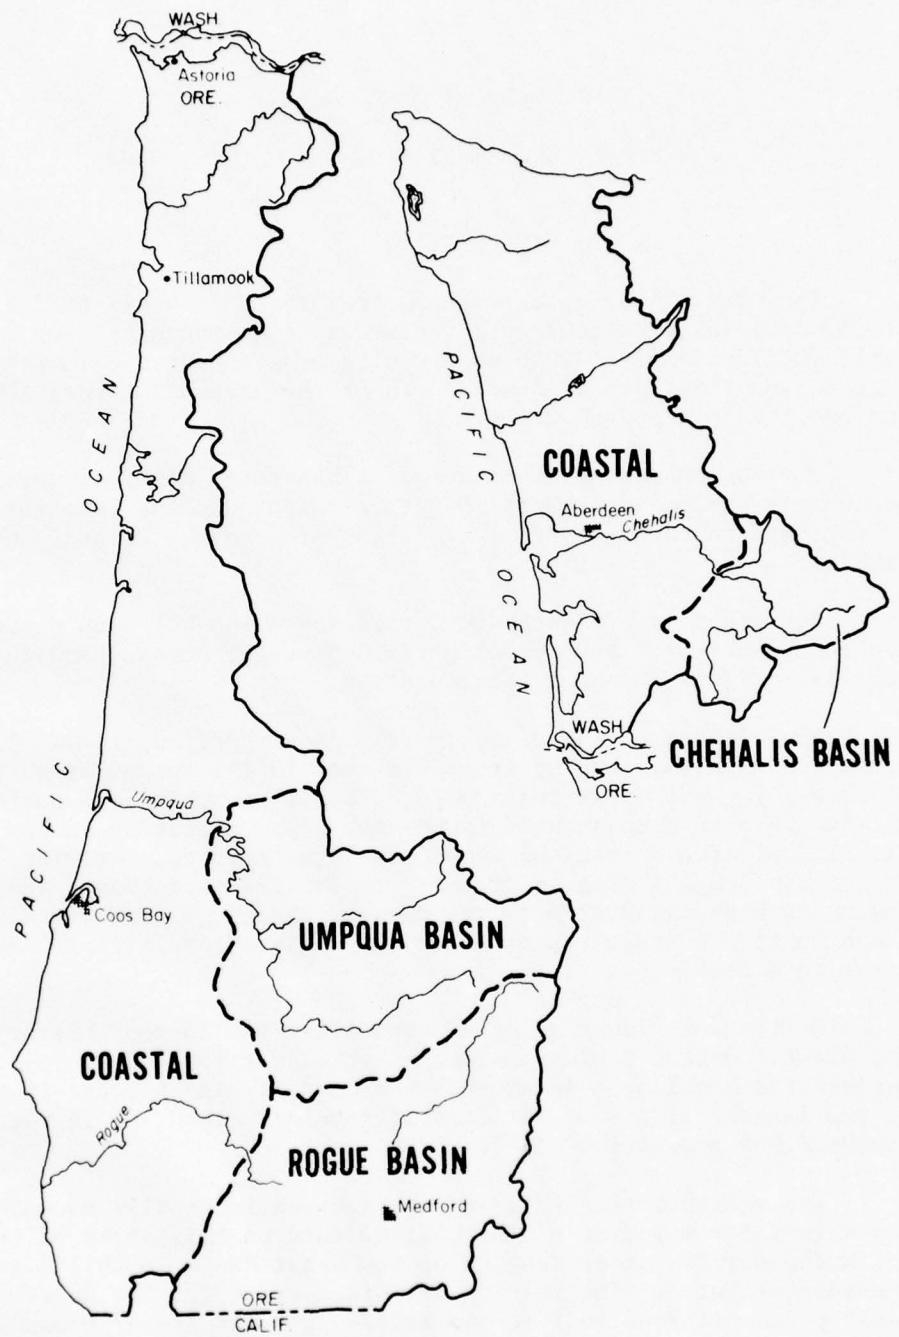 WASH.
Astoria
ORE.
Tillamook
PACIFIC OCEAN
Umpqua
Coos Bay
UMPQUA BASIN
COASTAL
Rogue
ROGUE BASIN
Medford
ORE.
CALIF.
PACIFIC OCEAN
COASTAL
Aberdeen
Chehalis
WASH.
ORE.
CHEHALIS BASIN